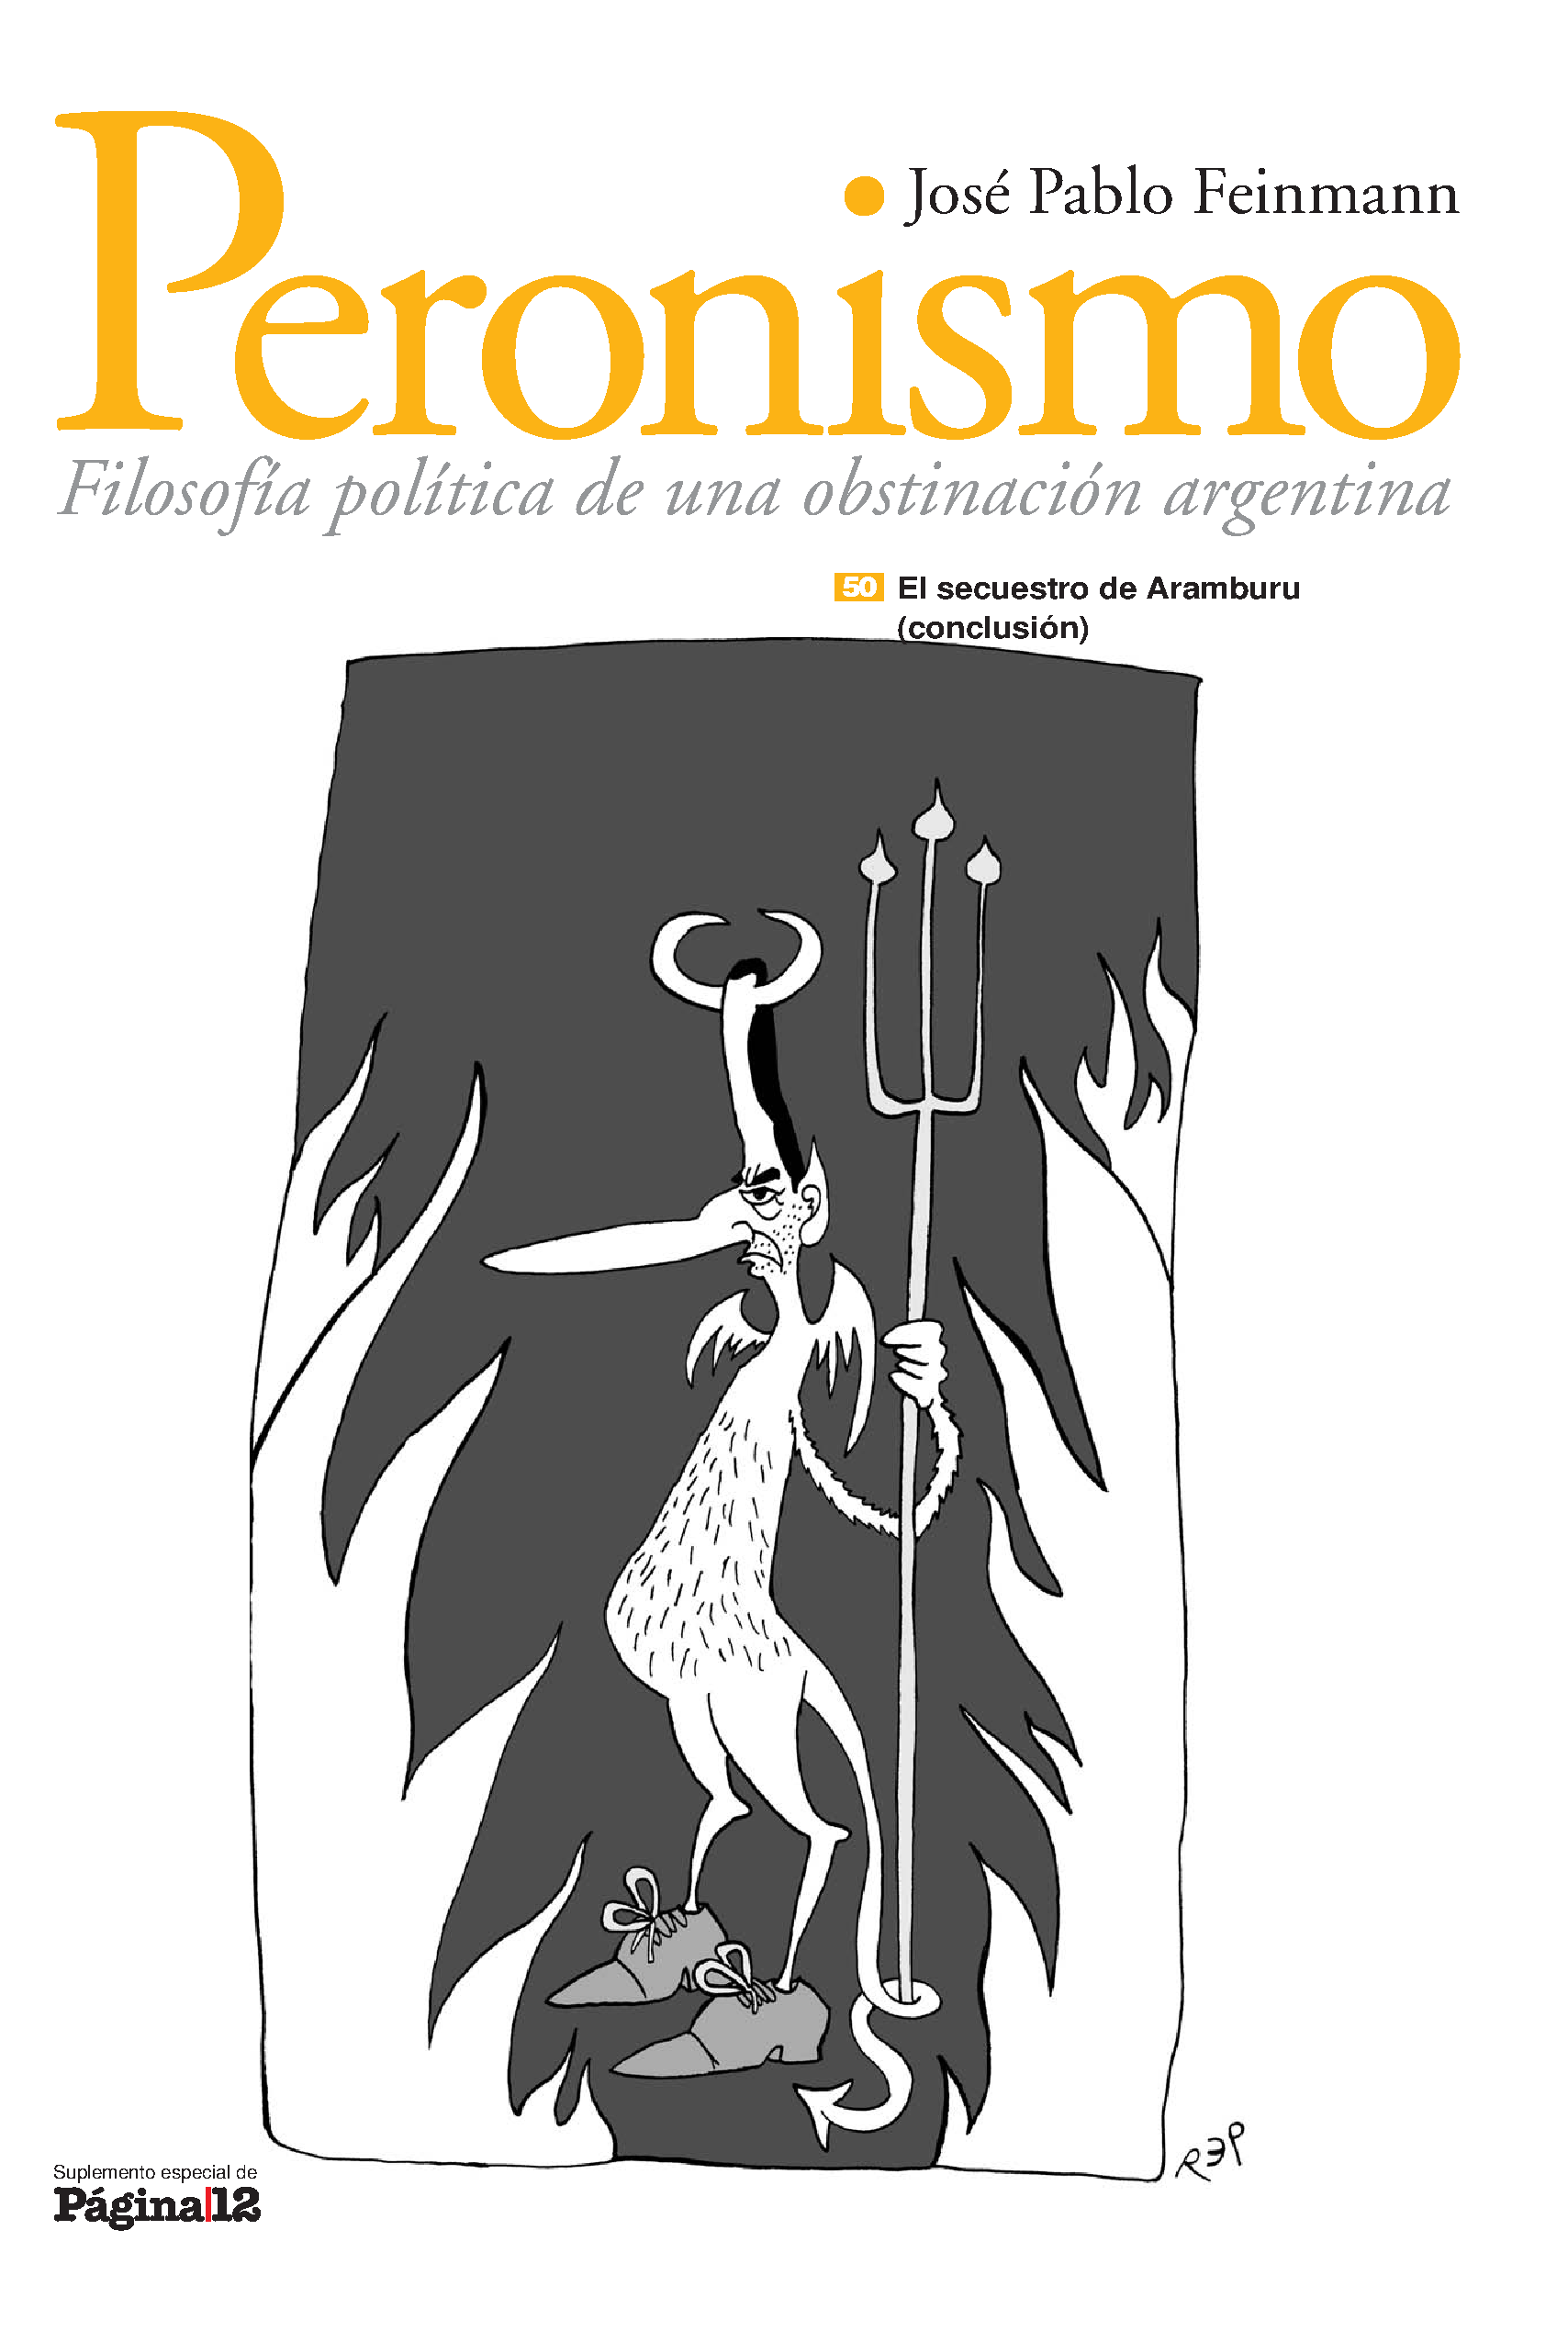 José Pablo Feinmann
Peronismo
Filosofía política de una obstinación argentina
50 El secuestro de Aramburu
(conclusión)
REP
Suplemento especial de
Página|12